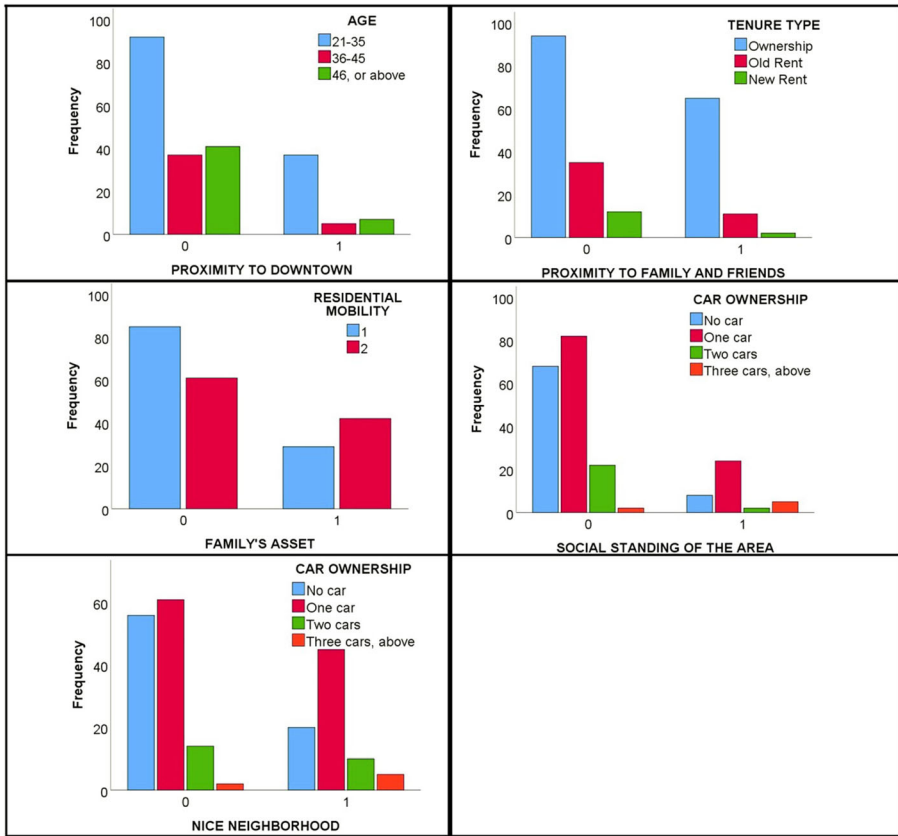 AGE
21-35
36-45
46, or above
100
80
60
40
20
0
Frequency
0 1
PROXIMITY TO DOWNTOWN
TENURE TYPE
Ownership
Old Rent
New Rent
100
80
60
40
20
0
Frequency
0 1
PROXIMITY TO FAMILY AND FRIENDS
RESIDENTIAL
MOBILITY
1
2
100
80
60
40
20
0
Frequency
0 1
FAMILY'S ASSET
CAR OWNERSHIP
No car
One car
Two cars
Three cars, above
100
80
60
40
20
0
Frequency
0 1
SOCIAL STANDING OF THE AREA
CAR OWNERSHIP
No car
One car
Two cars
Three cars, above
60
40
20
0
Frequency
0 1
NICE NEIGHBORHOOD